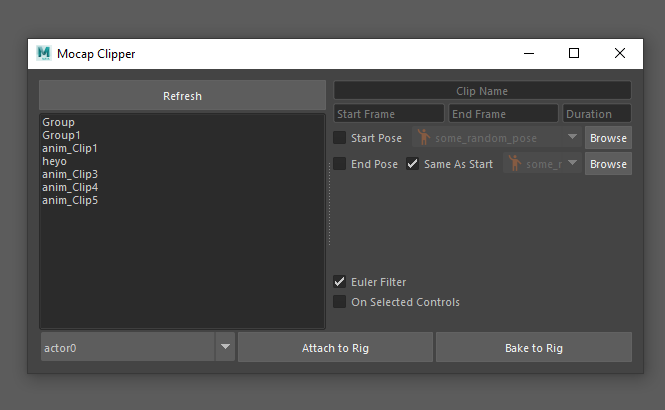 Mocap Clipper
Refresh
Group
Group1
anim_Clip1
heyo
anim_Clip3
anim_Clip4
anim_Clip5
Clip Name
Start Frame End Frame Duration
Start Pose some_random_pose Browse
End Pose Same As Start some_r Browse
Euler Filter
On Selected Controls
actor0 Attach to Rig Bake to Rig